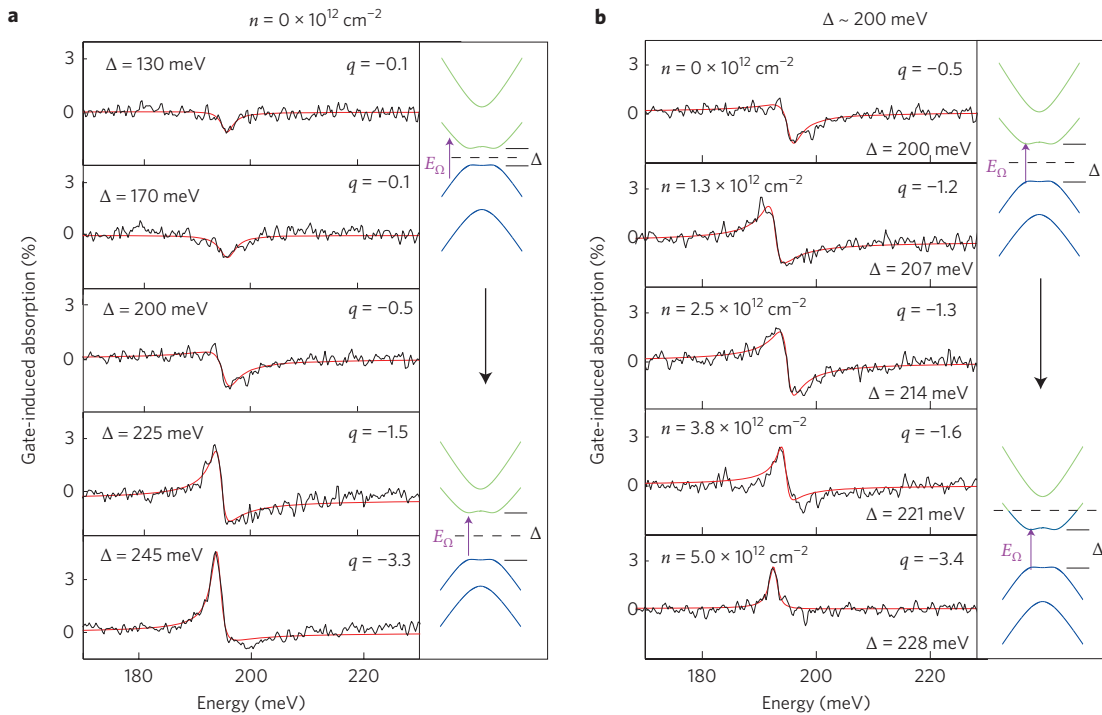 a
n = 0 × 10¹² cm⁻²
Gate-induced absorption (%)
3
0
Δ = 130 meV
q = −0.1
3
0
Δ = 170 meV
q = −0.1
3
0
Δ = 200 meV
q = −0.5
3
0
Δ = 225 meV
q = −1.5
3
0
Δ = 245 meV
q = −3.3
180
200
220
Energy (meV)
E_Ω
Δ
E_Ω
Δ
b
Δ ~ 200 meV
Gate-induced absorption (%)
3
0
n = 0 × 10¹² cm⁻²
q = −0.5
Δ = 200 meV
3
0
n = 1.3 × 10¹² cm⁻²
q = −1.2
Δ = 207 meV
3
0
n = 2.5 × 10¹² cm⁻²
q = −1.3
Δ = 214 meV
3
0
n = 3.8 × 10¹² cm⁻²
q = −1.6
Δ = 221 meV
3
0
n = 5.0 × 10¹² cm⁻²
q = −3.4
Δ = 228 meV
180
200
220
Energy (meV)
E_Ω
Δ
E_Ω
Δ